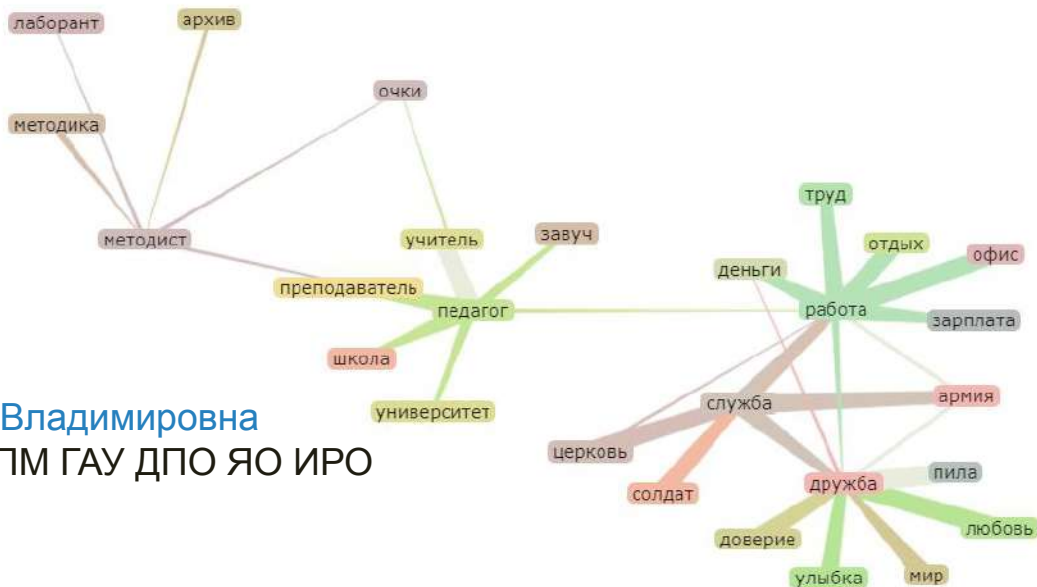 лаборант
архив
очки
методика
труд
методист
учитель
завуч
отдых
офис
деньги
преподаватель
педагог
работа
зарплата
школа
армия
университет
служба
Владимировна
церковь
ПМ ГАУ ДПО ЯО ИРО
солдат
дружба
пила
доверие
любовь
улыбка
мир